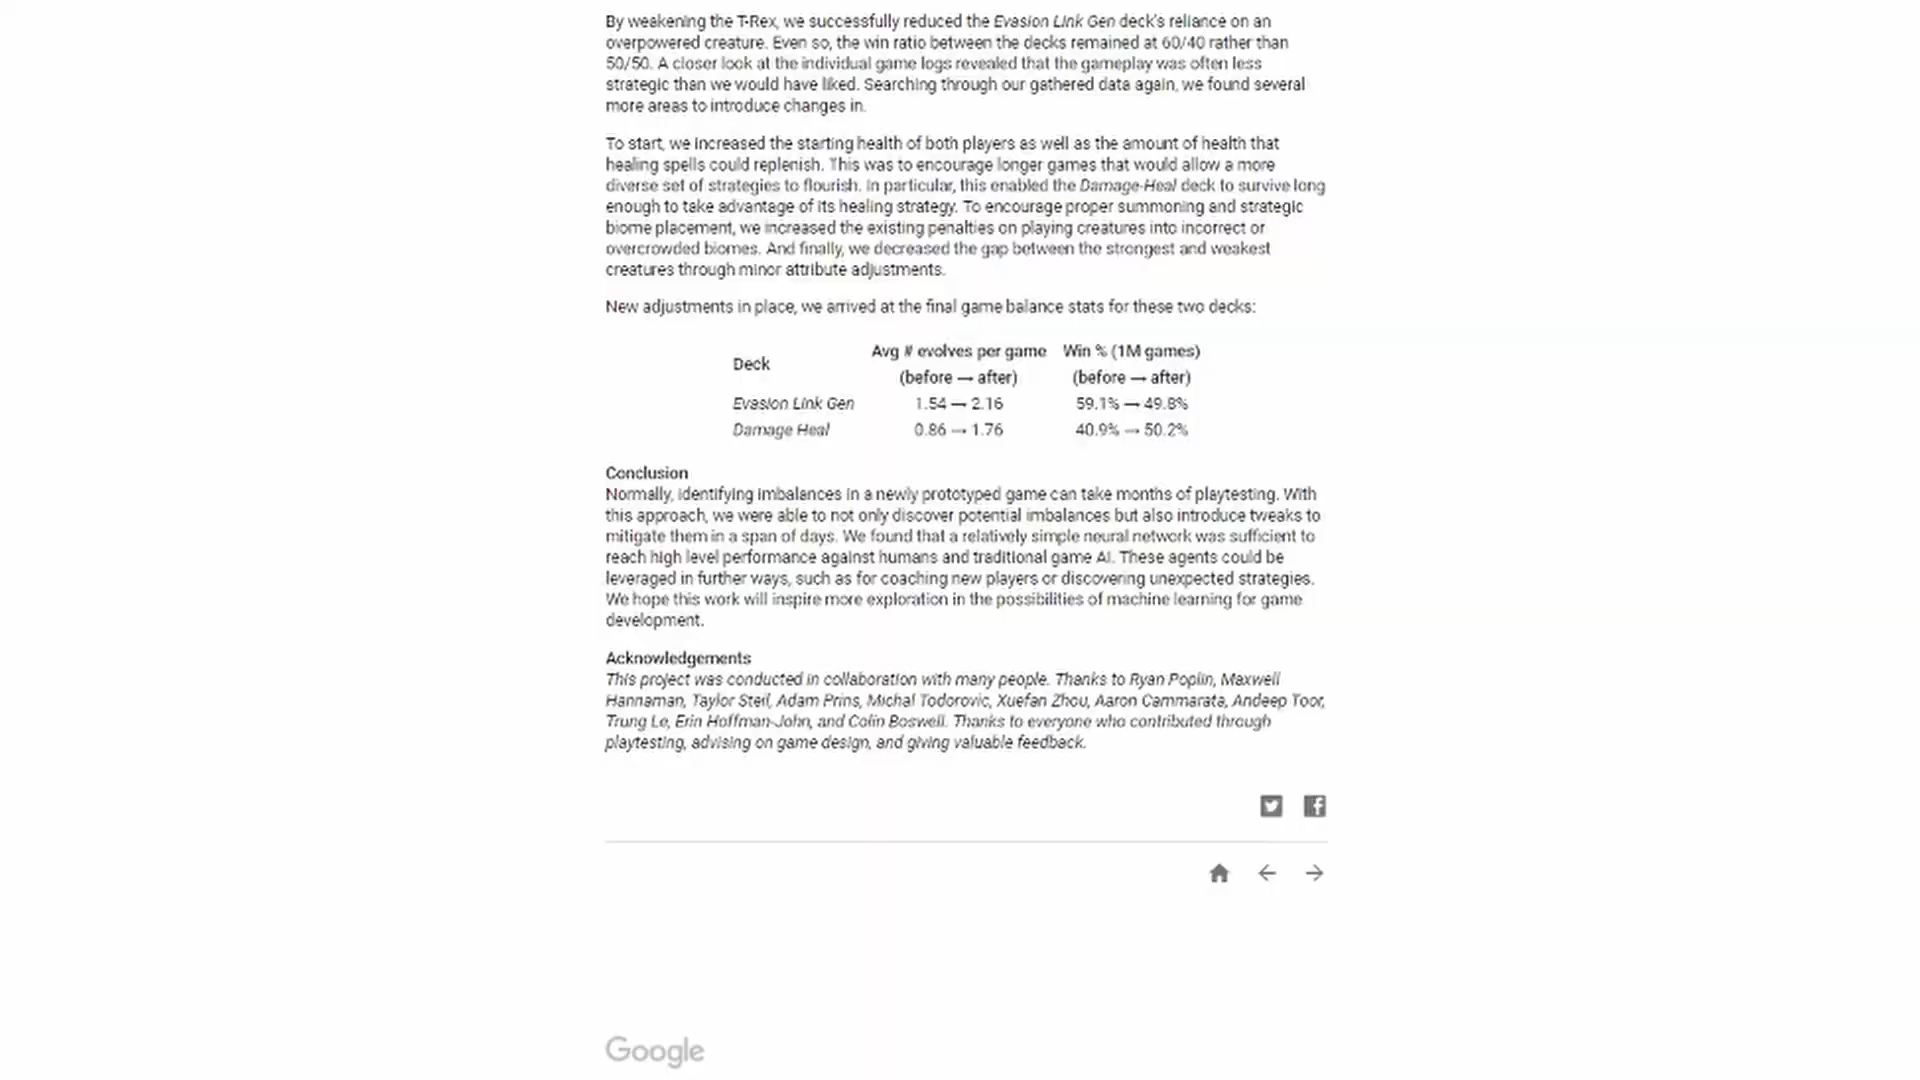 By weakening the T-Rex, we successfully reduced the Evasion Link Gen deck's reliance on an
overpowered creature. Even so, the win ratio between the decks remained at 60/40 rather than
50/50. A closer look at the individual game logs revealed that the gameplay was often less
strategic than we would have liked. Searching through our gathered data again, we found several
more areas to introduce changes in.
To start, we increased the starting health of both players as well as the amount of health that
healing spells could replenish. This was to encourage longer games that would allow a more
diverse set of strategies to flourish. In particular, this enabled the Damage-Heal deck to survive long
enough to take advantage of its healing strategy. To encourage proper summoning and strategic
biome placement, we increased the existing penalties on playing creatures into incorrect or
overcrowded biomes. And finally, we decreased the gap between the strongest and weakest
creatures through minor attribute adjustments.
New adjustments in place, we arrived at the final game balance stats for these two decks:
Deck Avg # evolves per game Win % (1M games)
(before → after) (before → after)
Evasion Link Gen 1.54 → 2.16 59.1% → 49.8%
Damage Heal 0.86 → 1.76 40.9% → 50.2%
Conclusion
Normally, identifying imbalances in a newly prototyped game can take months of playtesting. With
this approach, we were able to not only discover potential imbalances but also introduce tweaks to
mitigate them in a span of days. We found that a relatively simple neural network was sufficient to
reach high level performance against humans and traditional game AI. These agents could be
leveraged in further ways, such as for coaching new players or discovering unexpected strategies.
We hope this work will inspire more exploration in the possibilities of machine learning for game
development.
Acknowledgements
This project was conducted in collaboration with many people. Thanks to Ryan Poplin, Maxwell
Hannaman, Taylor Steil, Adam Prins, Michal Todorovic, Xuefan Zhou, Aaron Cammarata, Andeep Toor,
Trung Le, Erin Hoffman-John, and Colin Boswell. Thanks to everyone who contributed through
playtesting, advising on game design, and giving valuable feedback.
Google